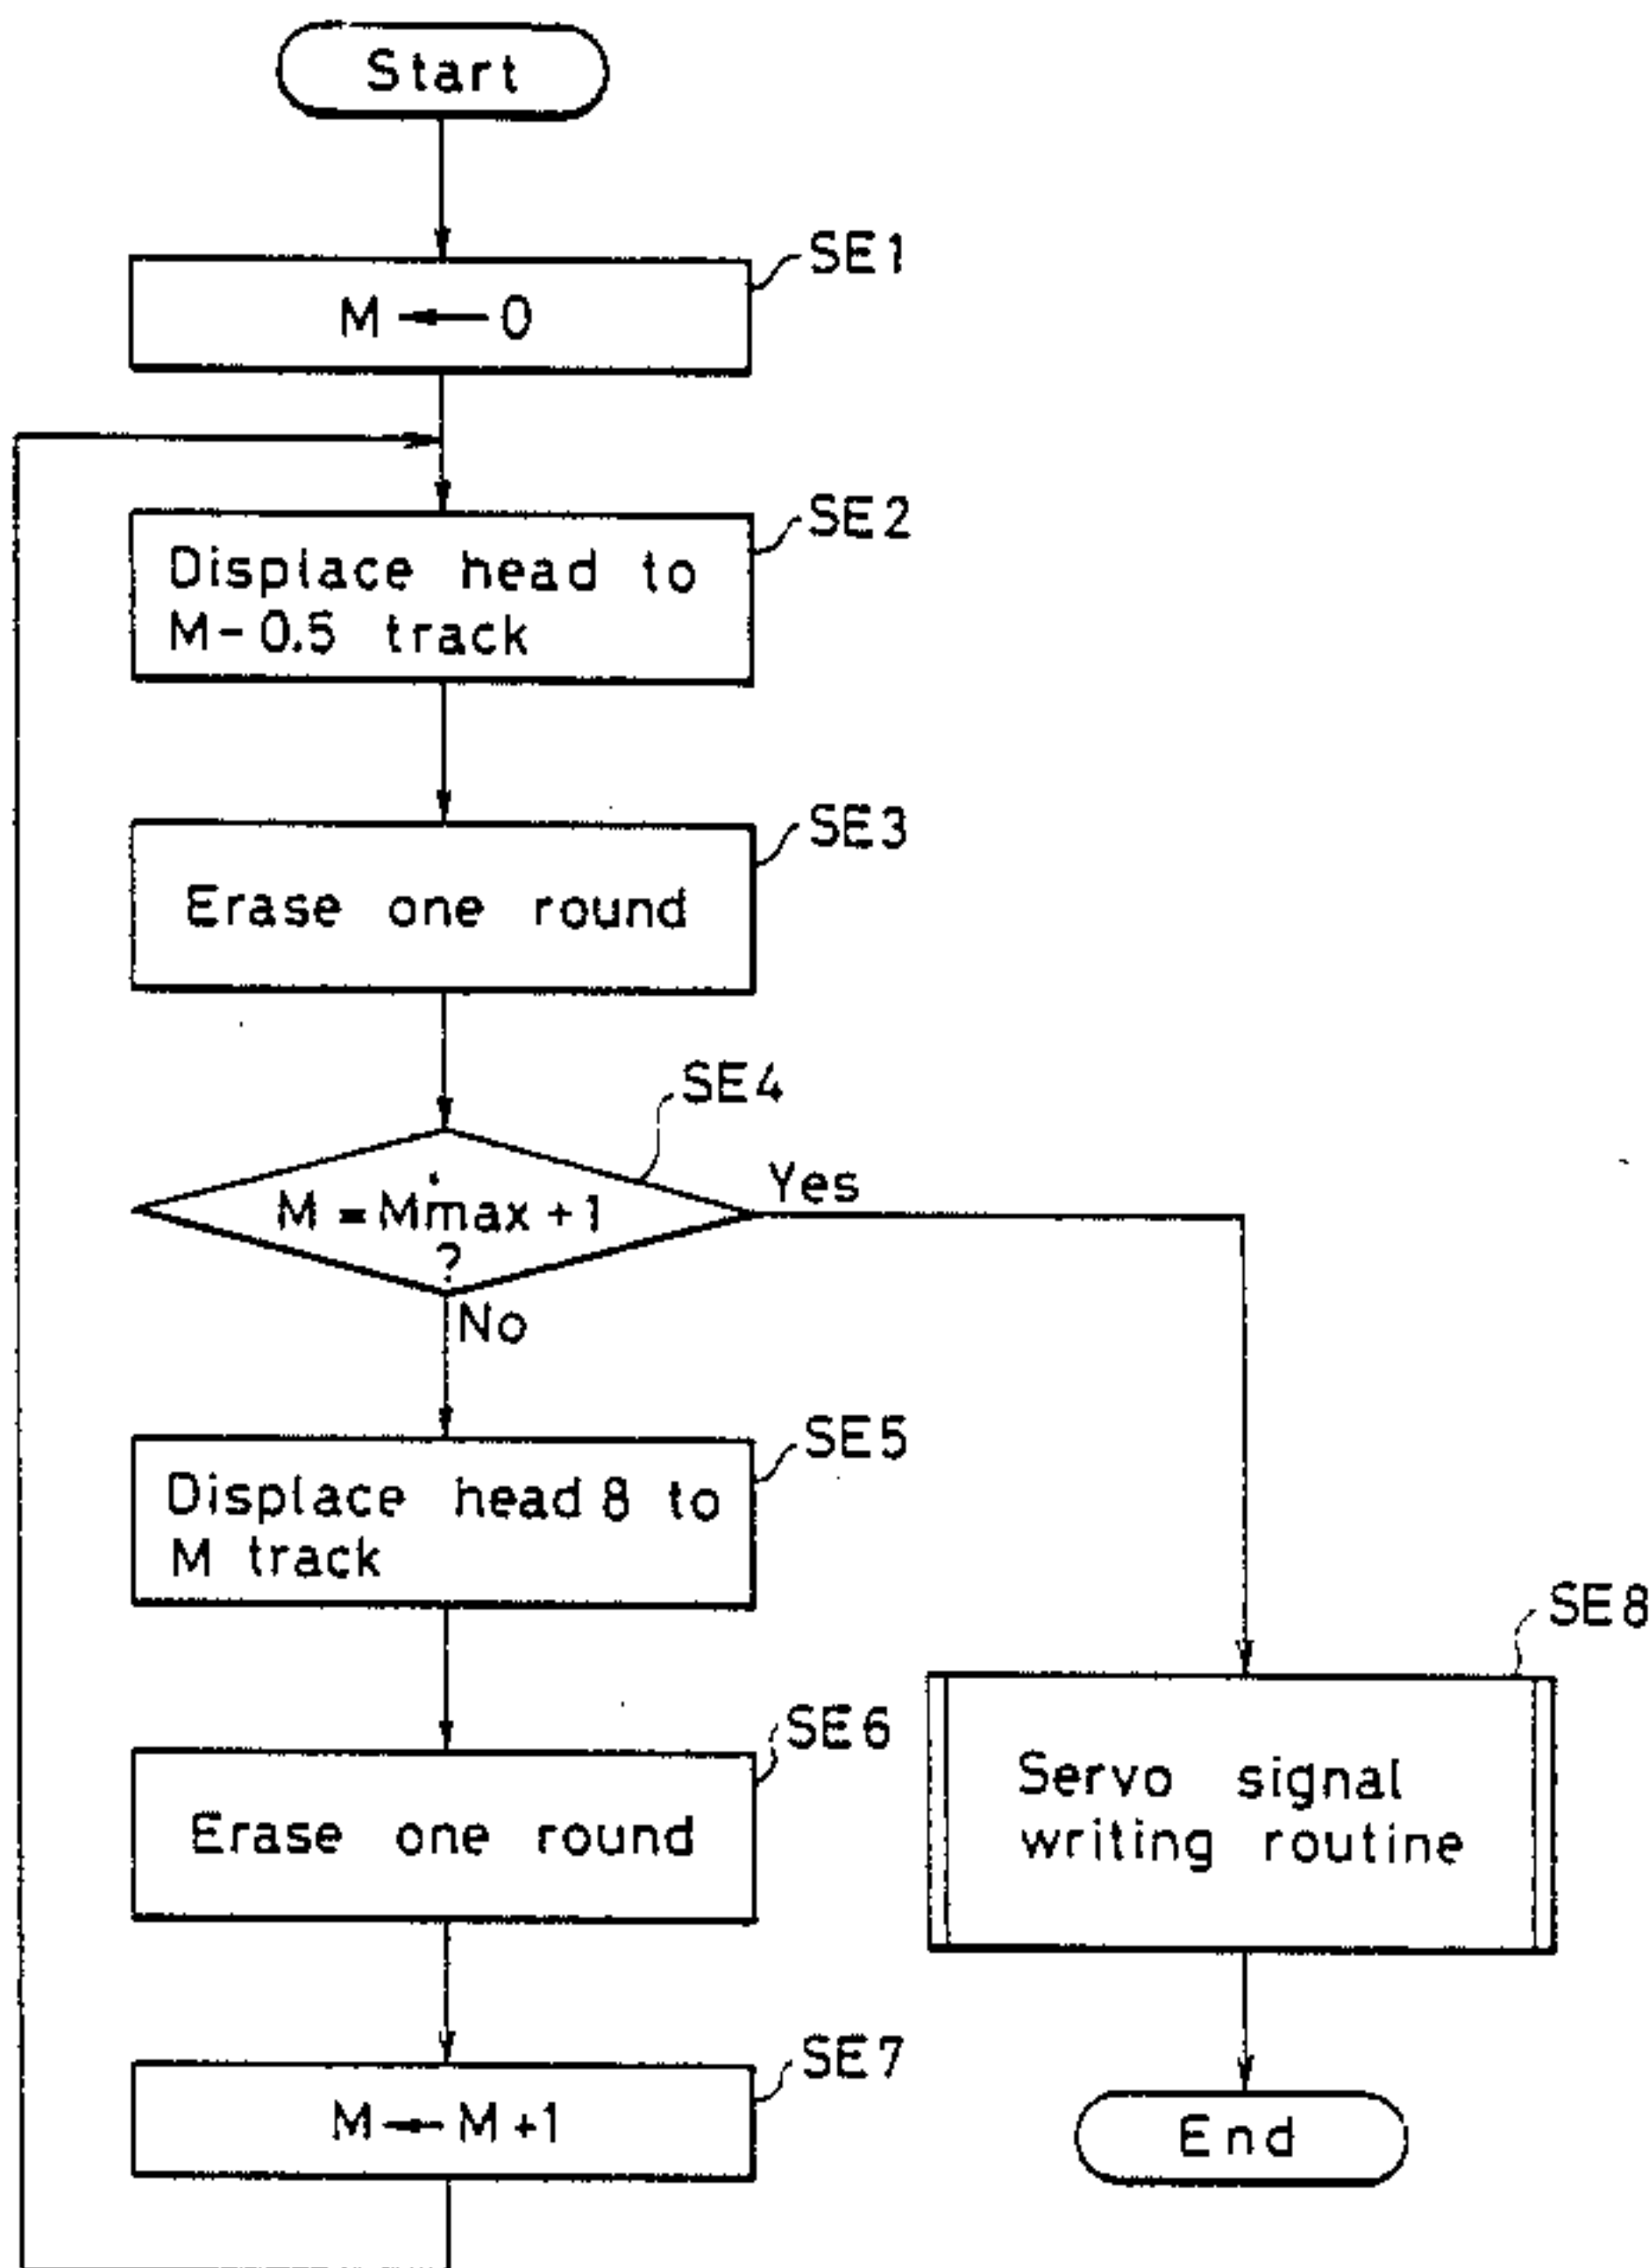 Start
SE1
M ← 0
SE2
Displace head to
M-0.5 track
SE3
Erase one round
SE4
M = Mmax +1
?
Yes
No
SE5
Displace head 8 to
M track
SE6
Erase one round
SE7
M ← M +1
SE8
Servo signal
writing routine
End